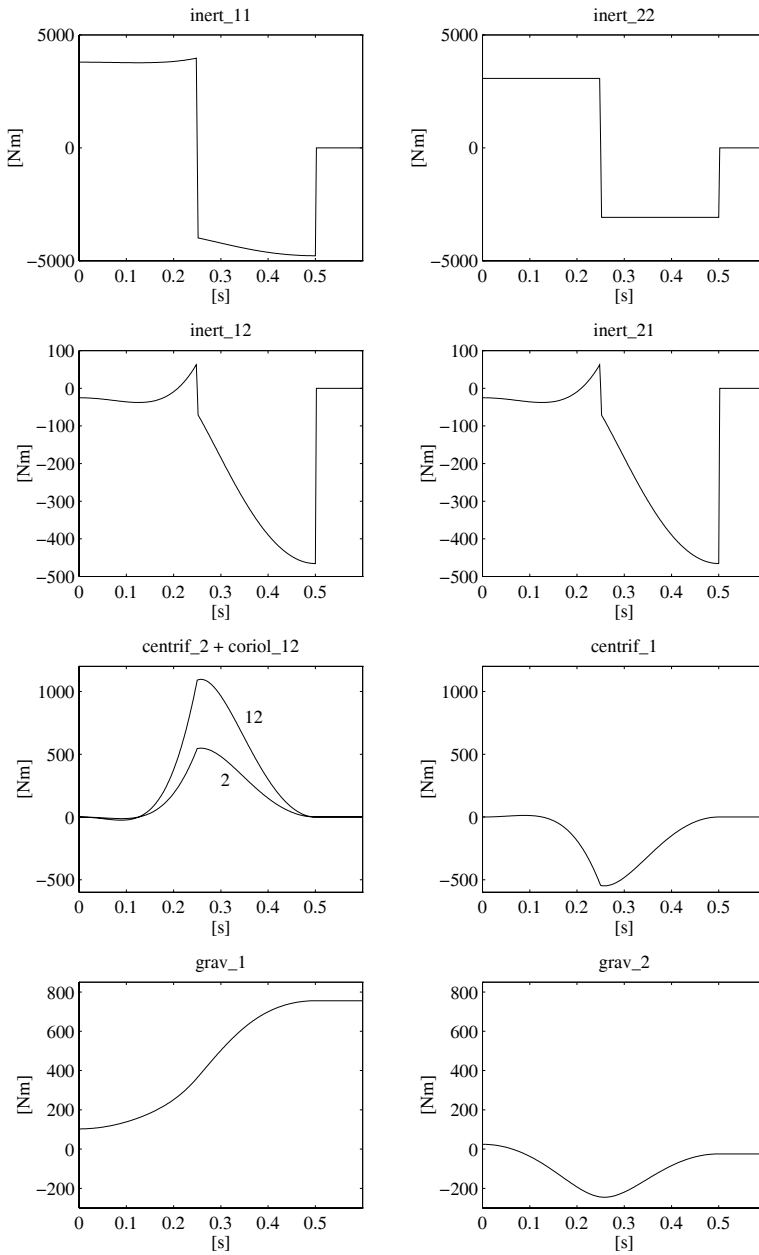 inert_11
5000
0
−5000
[Nm]
0 0.1 0.2 0.3 0.4 0.5
[s]
inert_22
5000
0
−5000
[Nm]
0 0.1 0.2 0.3 0.4 0.5
[s]
inert_12
100
0
−100
−200
−300
−400
−500
[Nm]
0 0.1 0.2 0.3 0.4 0.5
[s]
inert_21
100
0
−100
−200
−300
−400
−500
[Nm]
0 0.1 0.2 0.3 0.4 0.5
[s]
centrif_2 + coriol_12
1000
500
0
−500
[Nm]
12
2
0 0.1 0.2 0.3 0.4 0.5
[s]
centrif_1
1000
500
0
−500
[Nm]
0 0.1 0.2 0.3 0.4 0.5
[s]
grav_1
800
600
400
200
0
−200
[Nm]
0 0.1 0.2 0.3 0.4 0.5
[s]
grav_2
800
600
400
200
0
−200
[Nm]
0 0.1 0.2 0.3 0.4 0.5
[s]